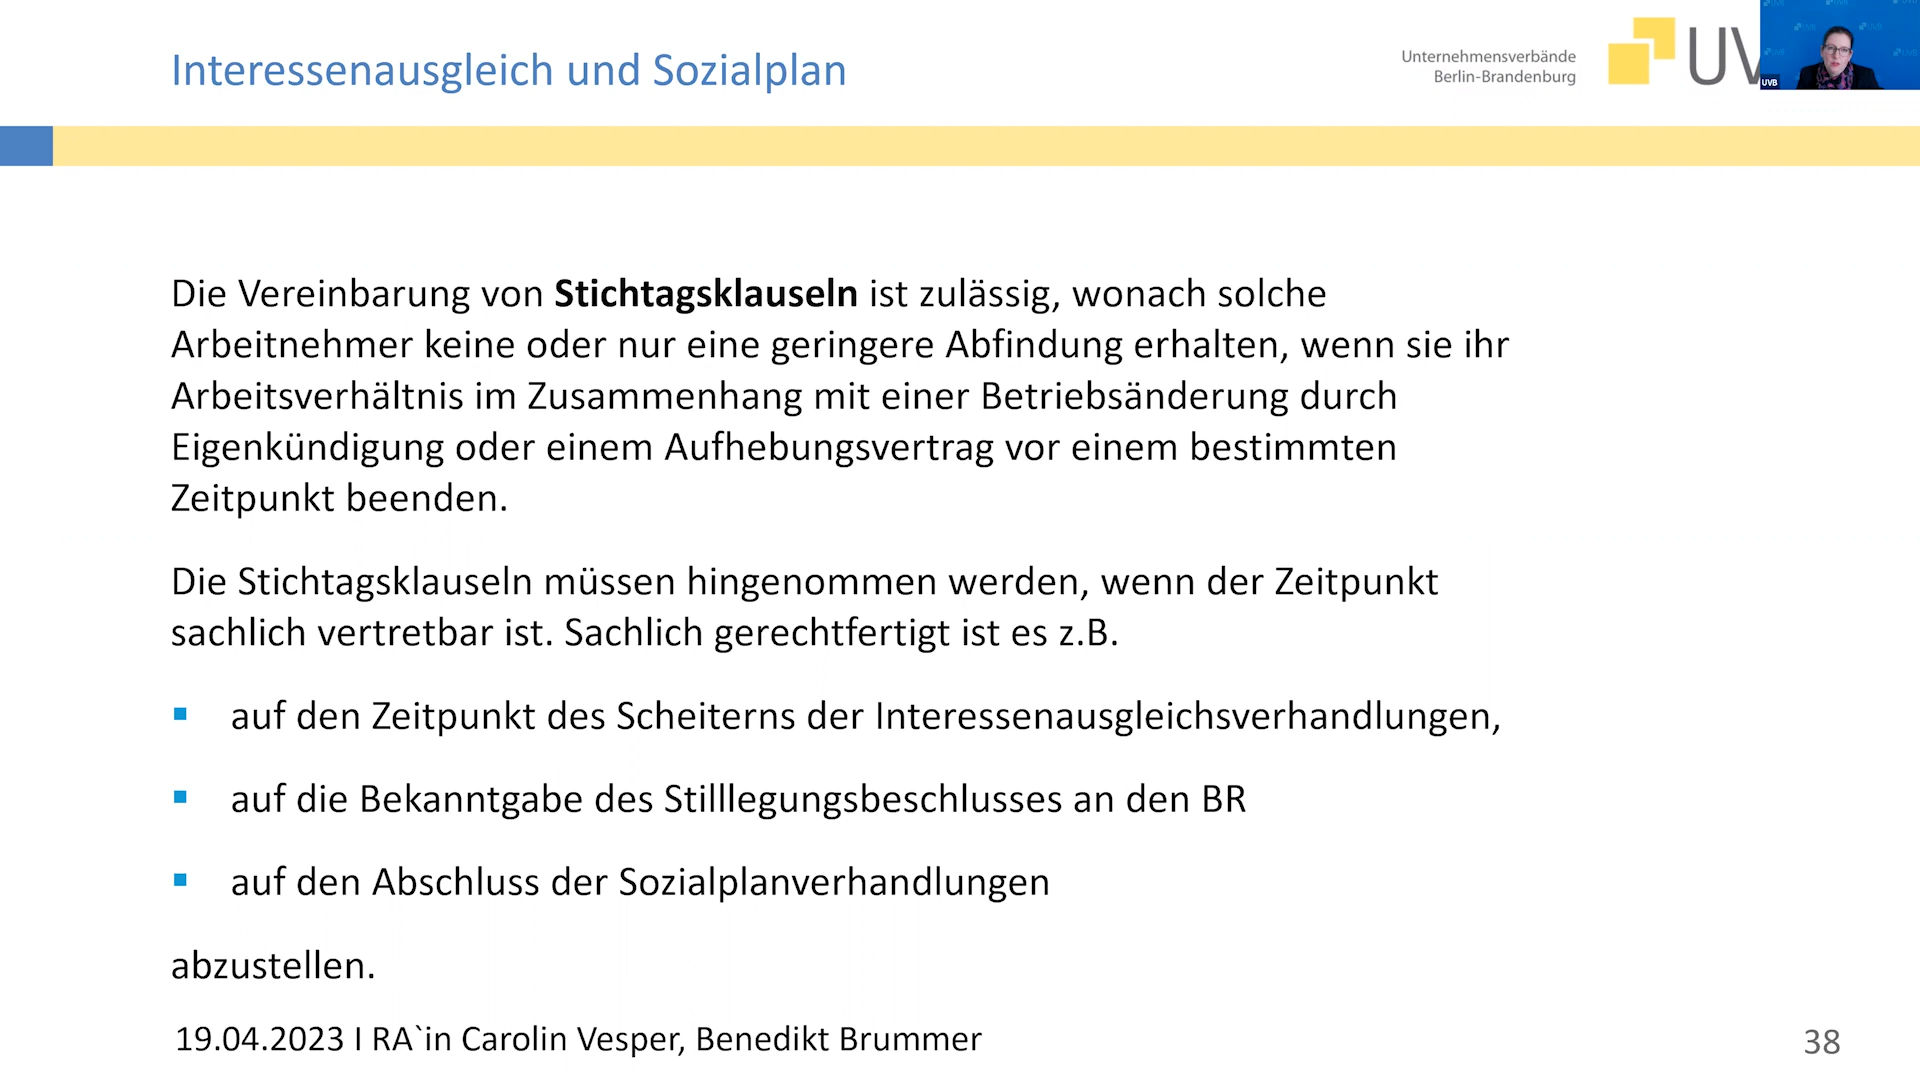 Interessenausgleich und Sozialplan
Unternehmensverbände
Berlin-Brandenburg
UV
UVB
Die Vereinbarung von Stichtagsklauseln ist zulässig, wonach solche
Arbeitnehmer keine oder nur eine geringere Abfindung erhalten, wenn sie ihr
Arbeitsverhältnis im Zusammenhang mit einer Betriebsänderung durch
Eigenkündigung oder einem Aufhebungsvertrag vor einem bestimmten
Zeitpunkt beenden.
Die Stichtagsklauseln müssen hingenommen werden, wenn der Zeitpunkt
sachlich vertretbar ist. Sachlich gerechtfertigt ist es z.B.
▪ auf den Zeitpunkt des Scheiterns der Interessenausgleichsverhandlungen,
▪ auf die Bekanntgabe des Stilllegungsbeschlusses an den BR
▪ auf den Abschluss der Sozialplanverhandlungen
abzustellen.
19.04.2023 I RA`in Carolin Vesper, Benedikt Brummer
38